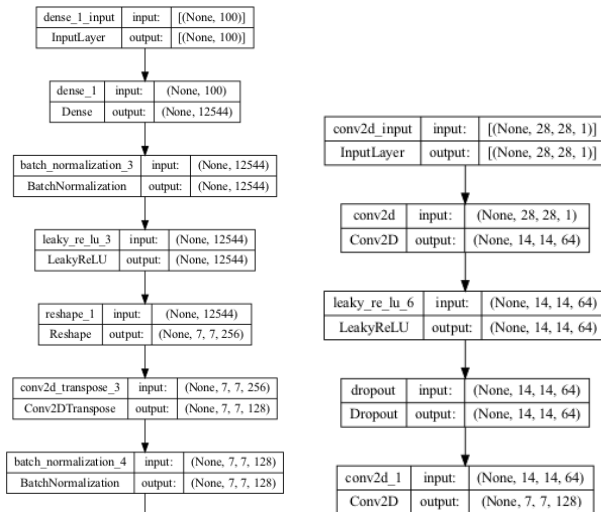 dense_1_input input: [(None, 100)]
InputLayer output: [(None, 100)]
dense_1 input: (None, 100)
Dense output: (None, 12544)
batch_normalization_3 input: (None, 12544)
BatchNormalization output: (None, 12544)
leaky_re_lu_3 input: (None, 12544)
LeakyReLU output: (None, 12544)
reshape_1 input: (None, 12544)
Reshape output: (None, 7, 7, 256)
conv2d_transpose_3 input: (None, 7, 7, 256)
Conv2DTranspose output: (None, 7, 7, 128)
batch_normalization_4 input: (None, 7, 7, 128)
BatchNormalization output: (None, 7, 7, 128)
conv2d_input input: [(None, 28, 28, 1)]
InputLayer output: [(None, 28, 28, 1)]
conv2d input: (None, 28, 28, 1)
Conv2D output: (None, 14, 14, 64)
leaky_re_lu_6 input: (None, 14, 14, 64)
LeakyReLU output: (None, 14, 14, 64)
dropout input: (None, 14, 14, 64)
Dropout output: (None, 14, 14, 64)
conv2d_1 input: (None, 14, 14, 64)
Conv2D output: (None, 7, 7, 128)